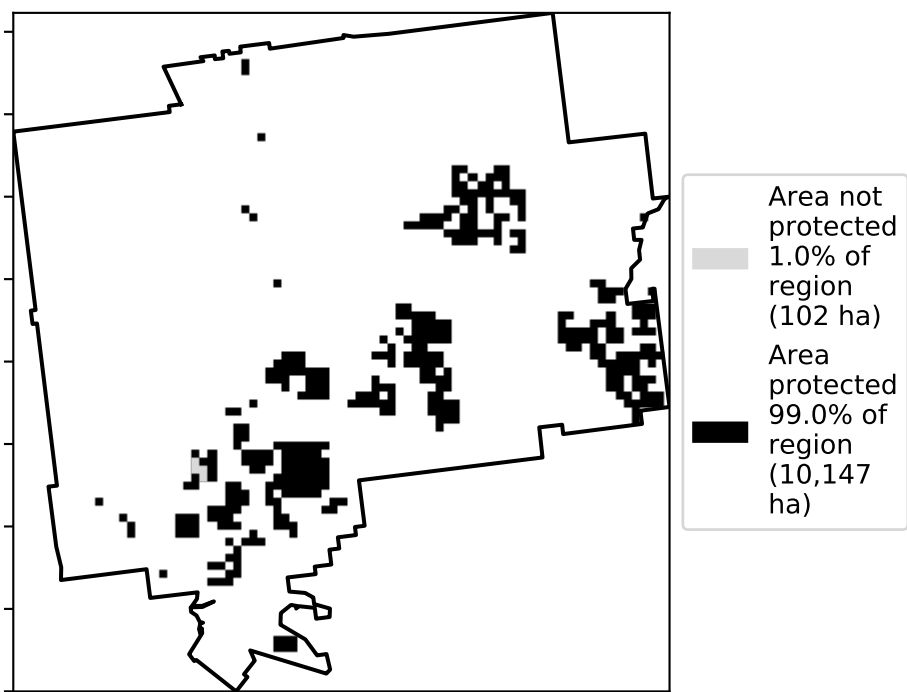 Area not
protected
1.0% of
region
(102 ha)
Area
protected
99.0% of
region
(10,147
ha)